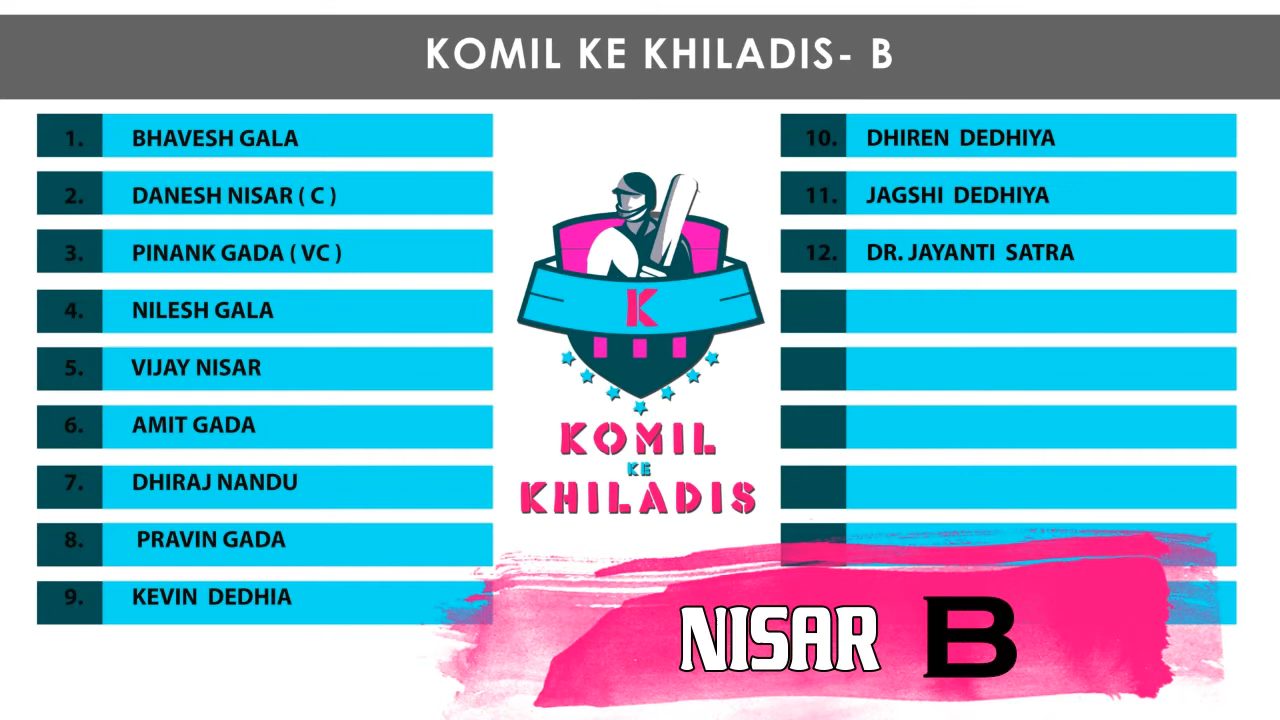 KOMIL KE KHILADIS- B
1. BHAVESH GALA
2. DANESH NISAR ( C )
3. PINANK GADA ( VC )
4. NILESH GALA
5. VIJAY NISAR
6. AMIT GADA
7. DHIRAJ NANDU
8. PRAVIN GADA
9. KEVIN DEDHIA
K
KOMIL
KE
KHILADIS
10. DHIREN DEDHIYA
11. JAGSHI DEDHIYA
12. DR. JAYANTI SATRA
NISAR B